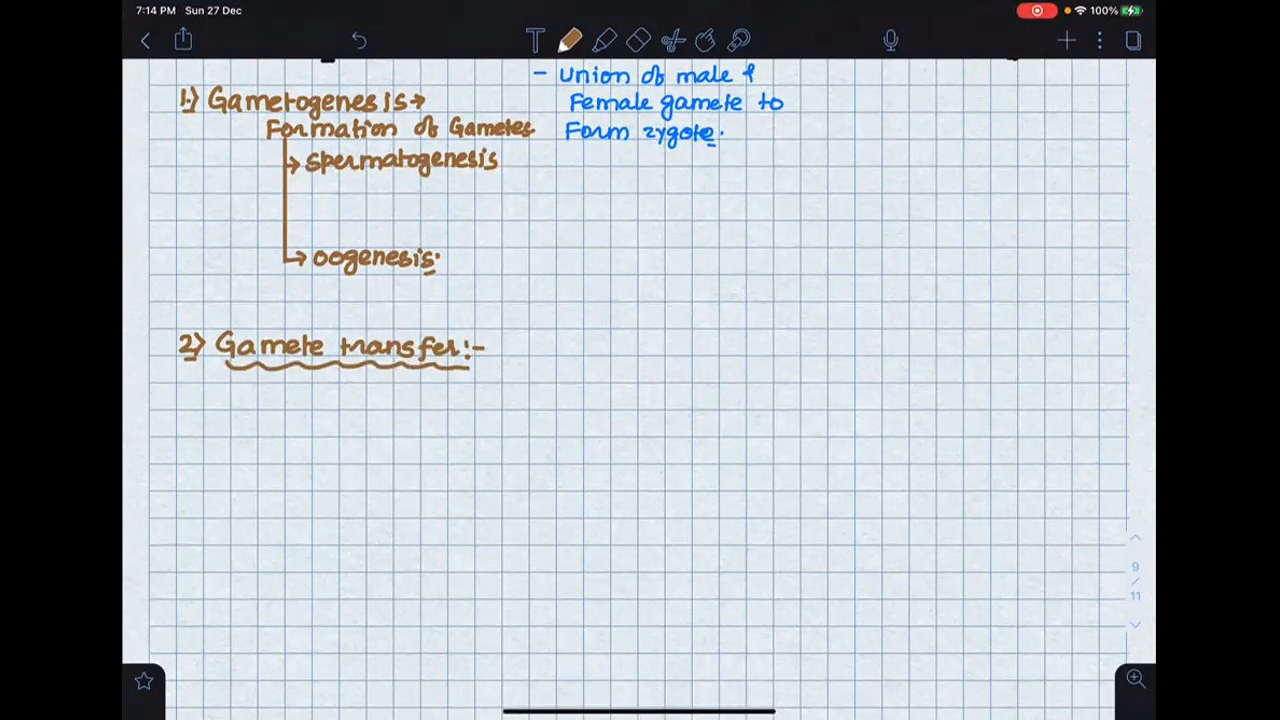 7:14 PM Sun 27 Dec
100%
T
1.) Gametogenesis→
Formation of Gametes
→ spermatogenesis
→ oogenesis.
- union of male &
Female gamete to
Form zygote.
2) Gamete transfer:-
9
/
11